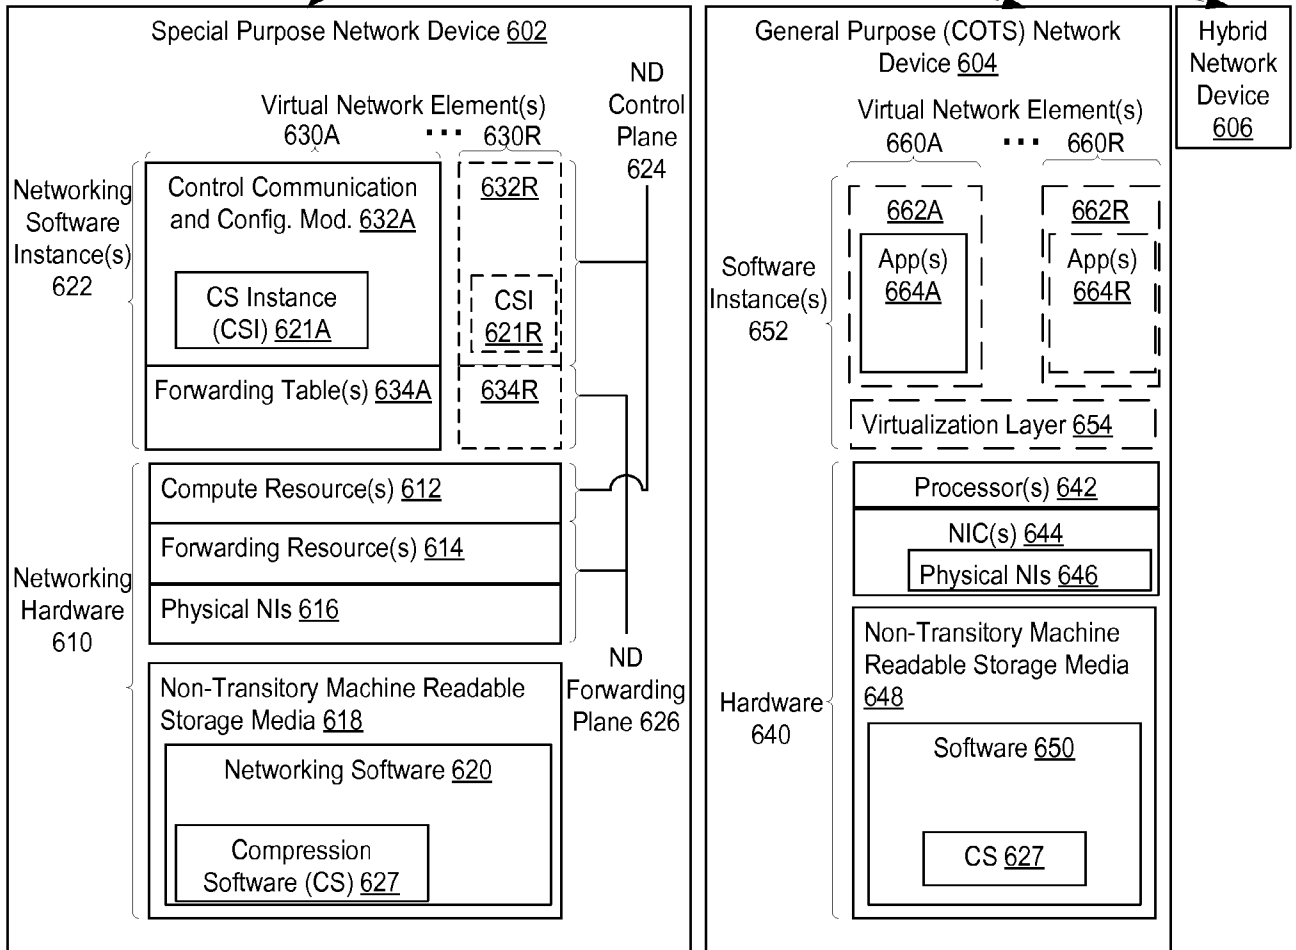 Special Purpose Network Device 602
ND
Control
Plane
624
Virtual Network Element(s)
630A
...
630R
Networking
Software
Instance(s)
622
Control Communication
and Config. Mod. 632A
632R
CS Instance
(CSI) 621A
CSI
621R
Forwarding Table(s) 634A
634R
Networking
Hardware
610
Compute Resource(s) 612
Forwarding Resource(s) 614
Physical NIs 616
ND
Forwarding
Plane 626
Non-Transitory Machine Readable
Storage Media 618
Networking Software 620
Compression
Software (CS) 627
General Purpose (COTS) Network
Device 604
Virtual Network Element(s)
660A
...
660R
Software
Instance(s)
652
662A
App(s)
664A
662R
App(s)
664R
Virtualization Layer 654
Hardware
640
Processor(s) 642
NIC(s) 644
Physical NIs 646
Non-Transitory Machine
Readable Storage Media
648
Software 650
CS 627
Hybrid
Network
Device
606